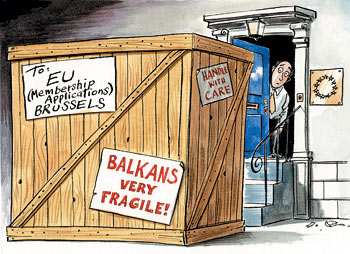 To:
EU
(Membership
Applications)
BRUSSELS
HANDLE
WITH
CARE
BALKANS
VERY
FRAGILE!